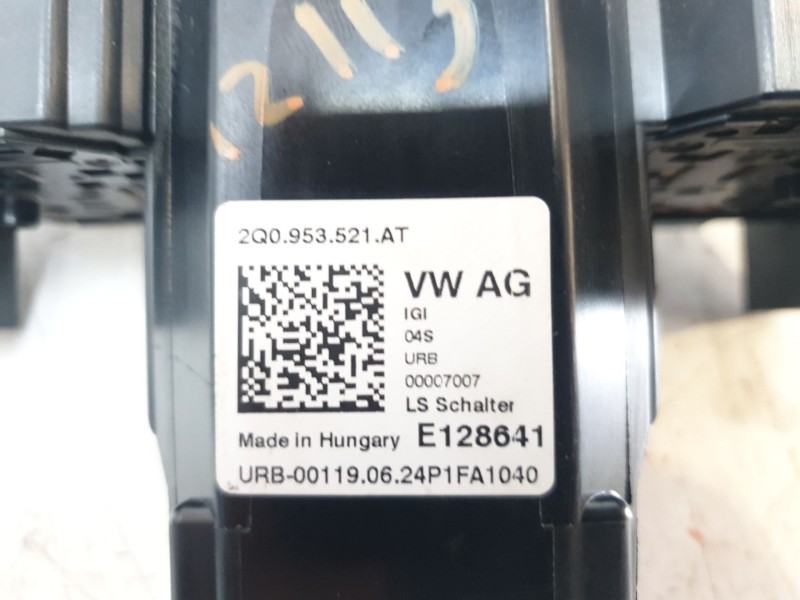 2Q0.953.521.AT
VW AG
IGI
04S
URB
00007007
LS Schalter
Made in Hungary E128641
URB-00119.06.24P1FA1040